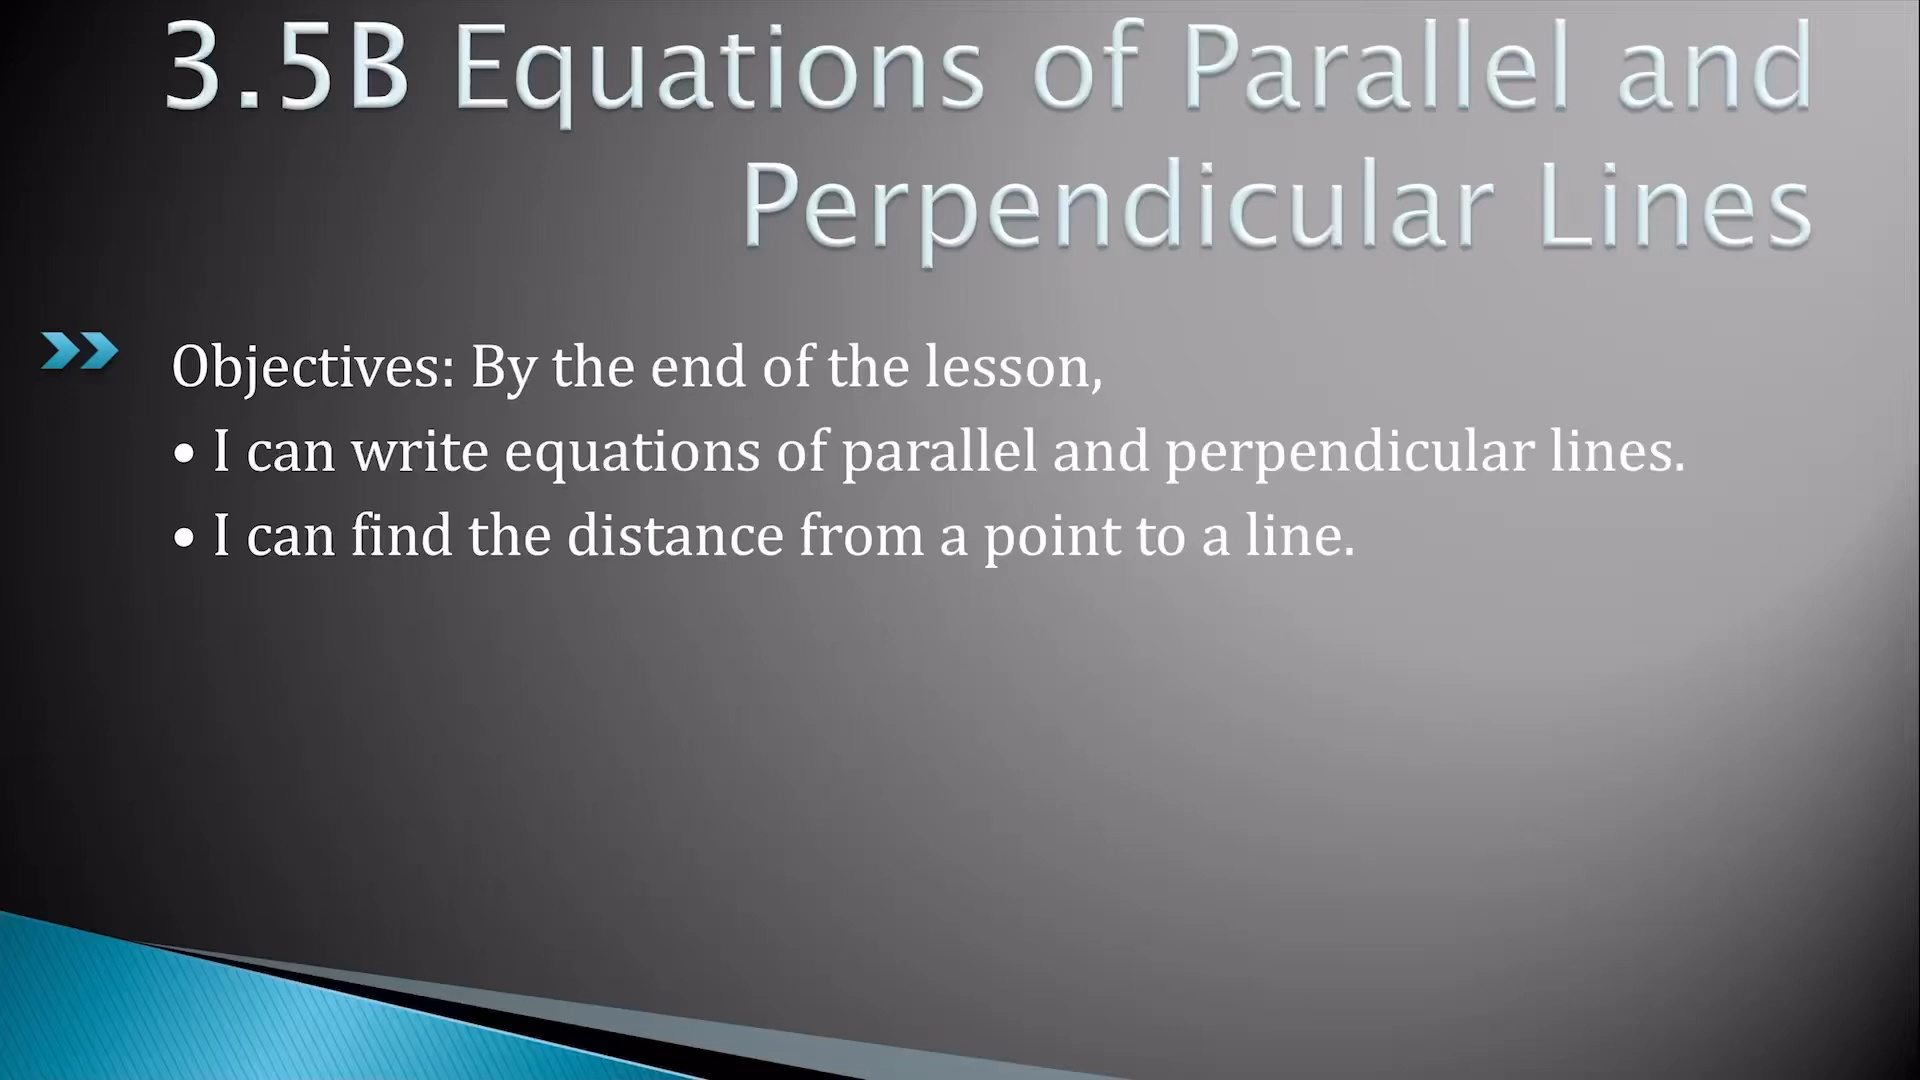 3.5B Equations of Parallel and
Perpendicular Lines
Objectives: By the end of the lesson,
• I can write equations of parallel and perpendicular lines.
• I can find the distance from a point to a line.